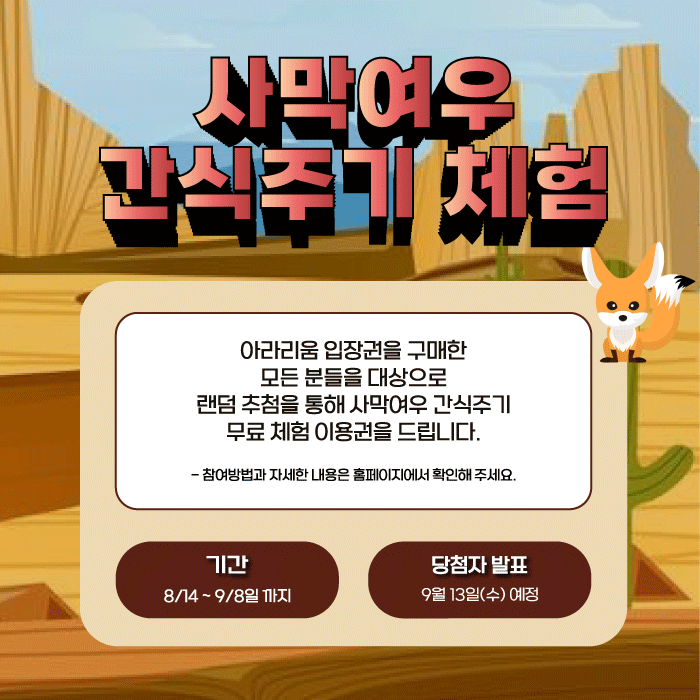 사막여우
간식주기 체험
아라리움 입장권을 구매한
모든 분들을 대상으로
랜덤 추첨을 통해 사막여우 간식주기
무료 체험 이용권을 드립니다.
- 참여방법과 자세한 내용은 홈페이지에서 확인해 주세요.
기간
8/14 ~ 9/8일 까지
당첨자 발표
9월 13일(수) 예정